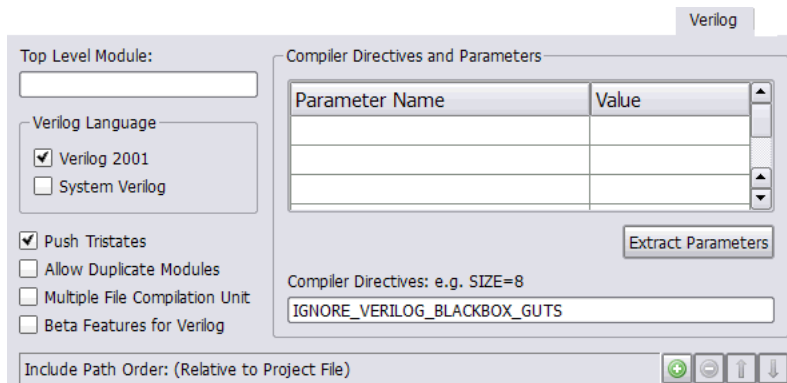 Verilog
Top Level Module:
Compiler Directives and Parameters
Parameter Name Value
Verilog Language
Verilog 2001
System Verilog
Push Tristates
Extract Parameters
Allow Duplicate Modules
Compiler Directives: e.g. SIZE=8
Multiple File Compilation Unit
IGNORE_VERILOG_BLACKBOX_GUTS
Beta Features for Verilog
Include Path Order: (Relative to Project File)